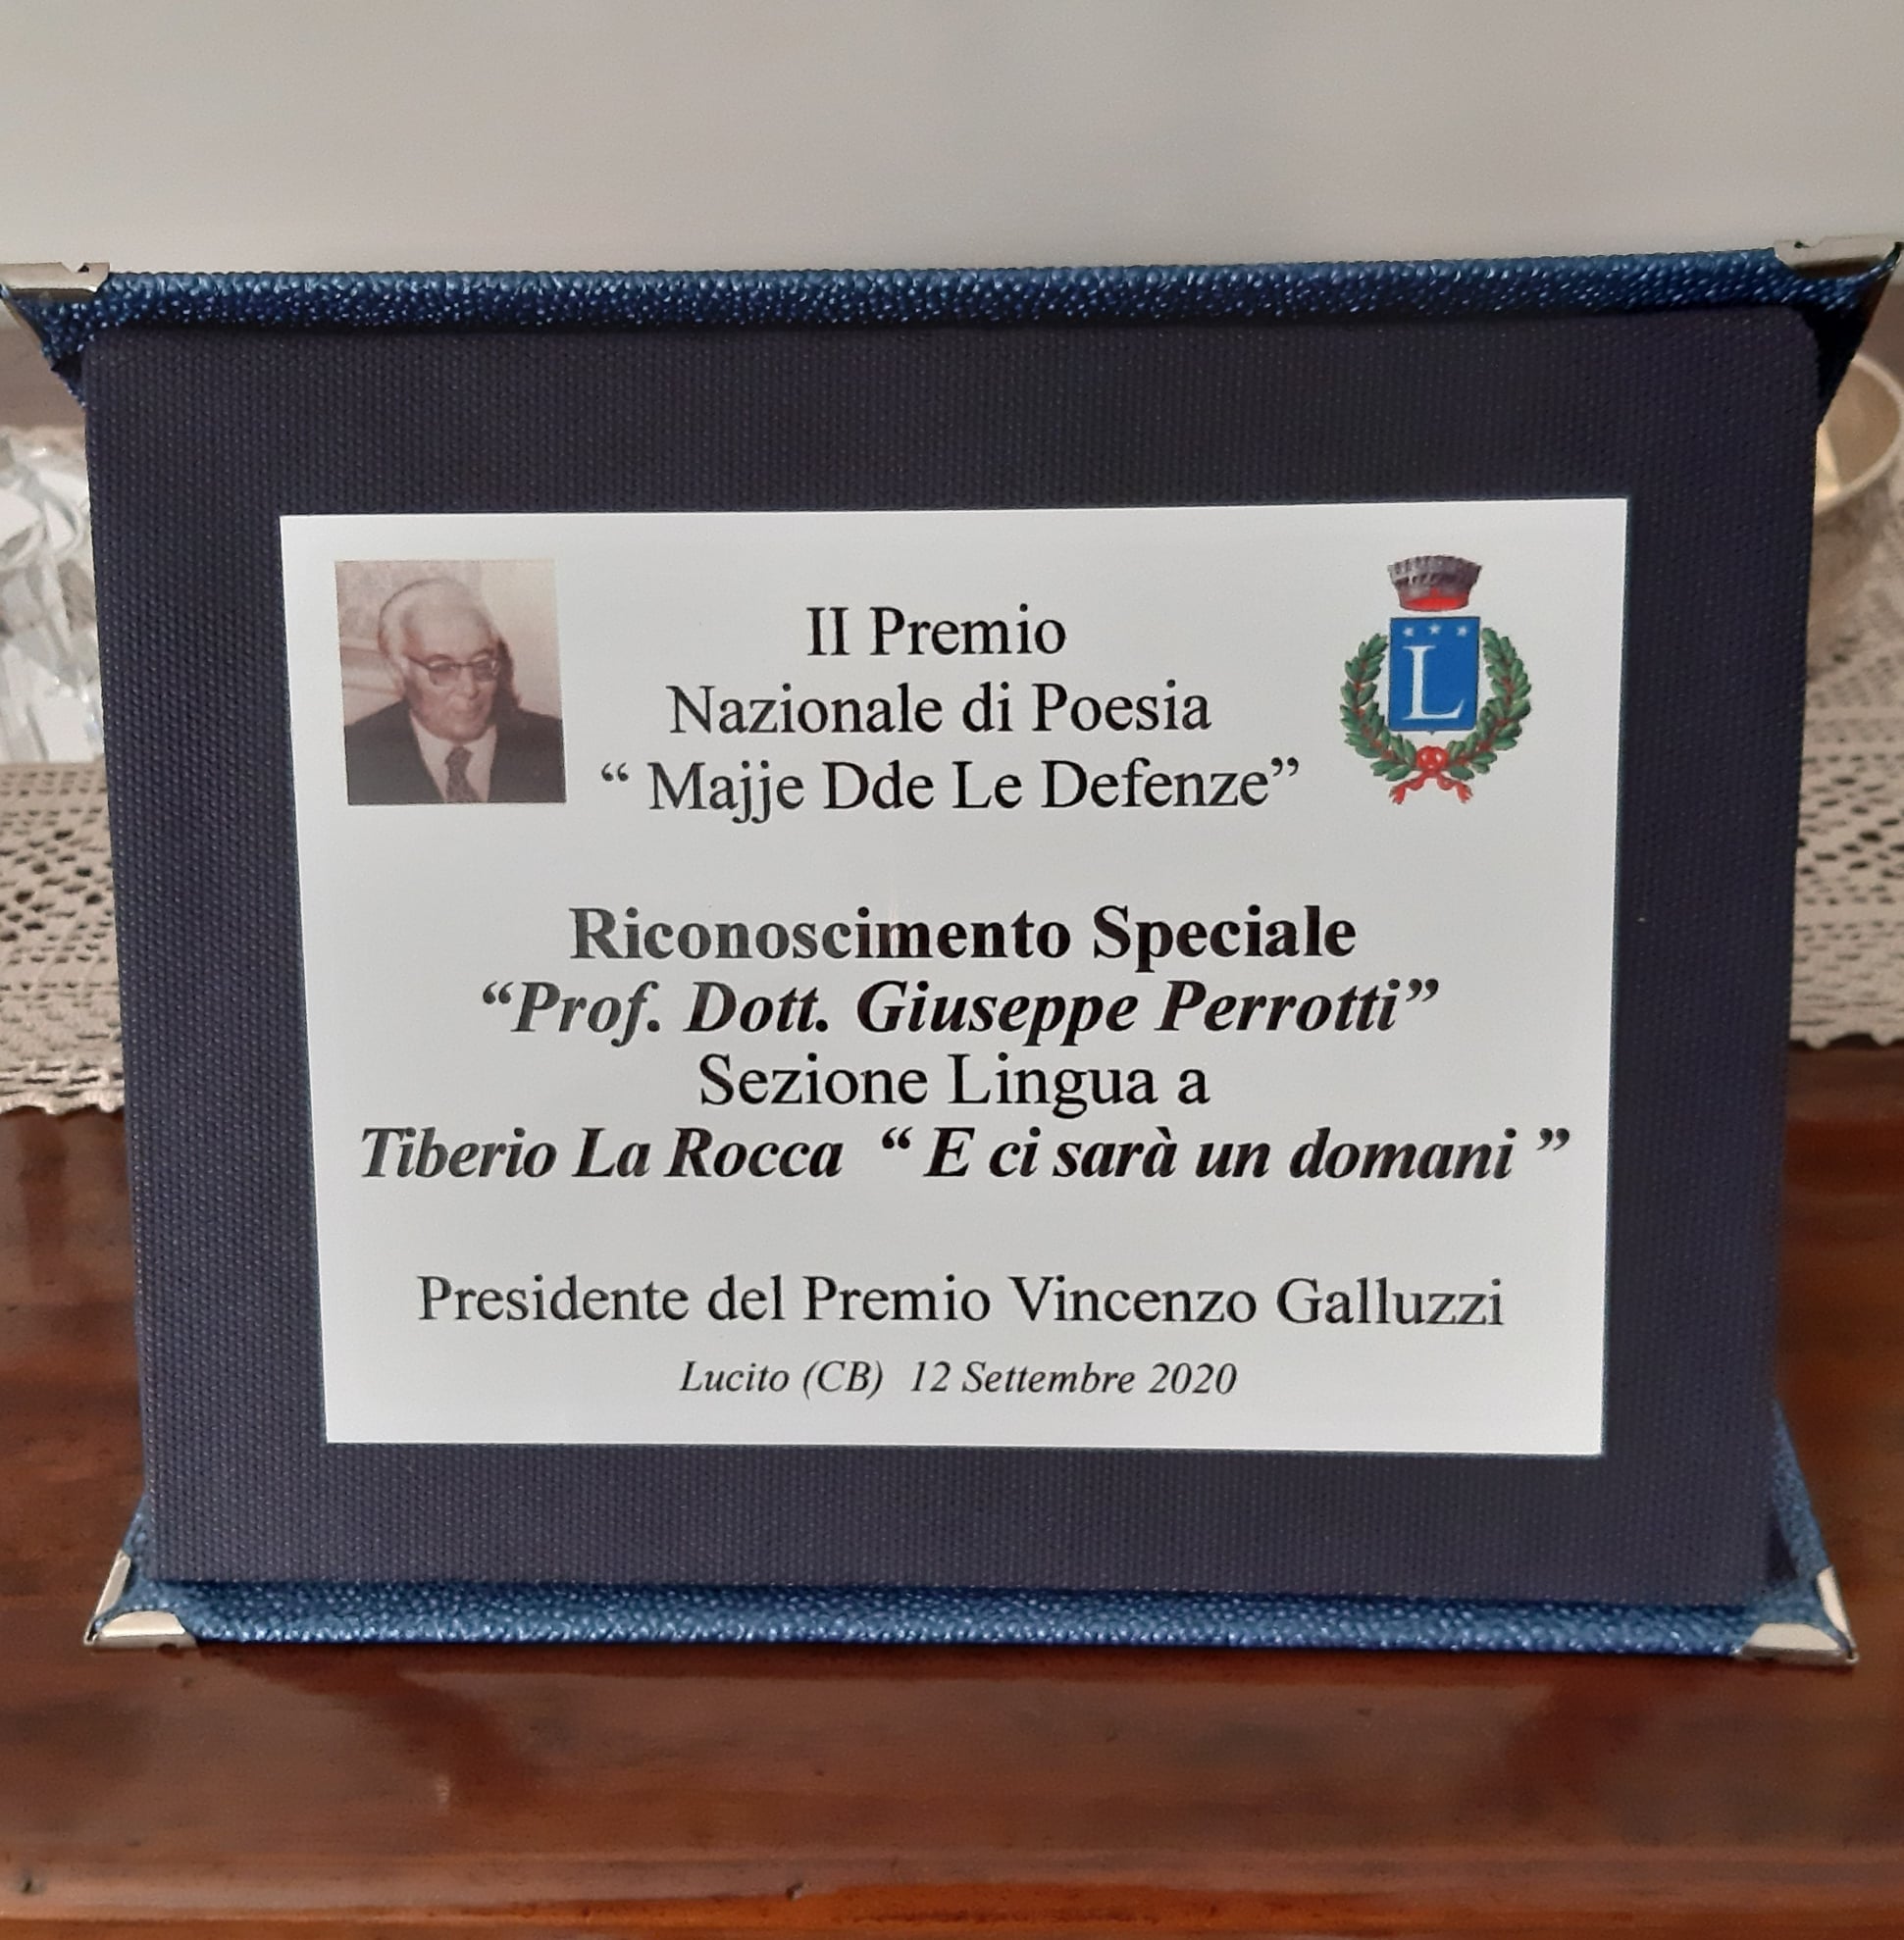 II Premio
Nazionale di Poesia
“ Majje Dde Le Defenze”
L
Riconoscimento Speciale
“Prof. Dott. Giuseppe Perrotti”
Sezione Lingua a
Tiberio La Rocca “ E ci sarà un domani ”
Presidente del Premio Vincenzo Galluzzi
Lucito (CB) 12 Settembre 2020